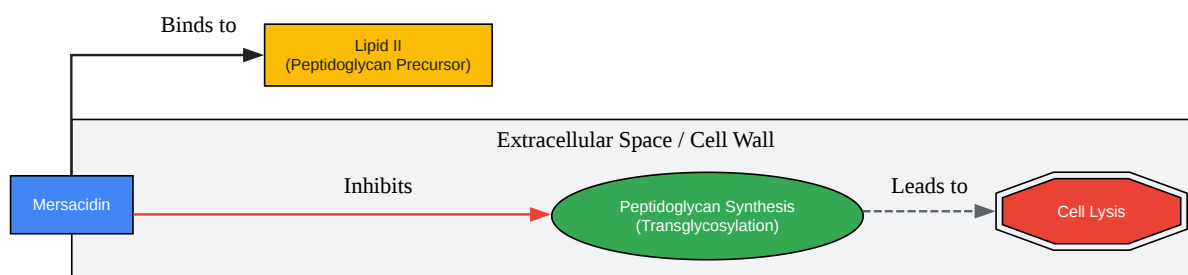 Binds to
Lipid II
(Peptidoglycan Precursor)
Extracellular Space / Cell Wall
Mersacidin
Inhibits
Peptidoglycan Synthesis
(Transglycosylation)
Leads to
Cell Lysis